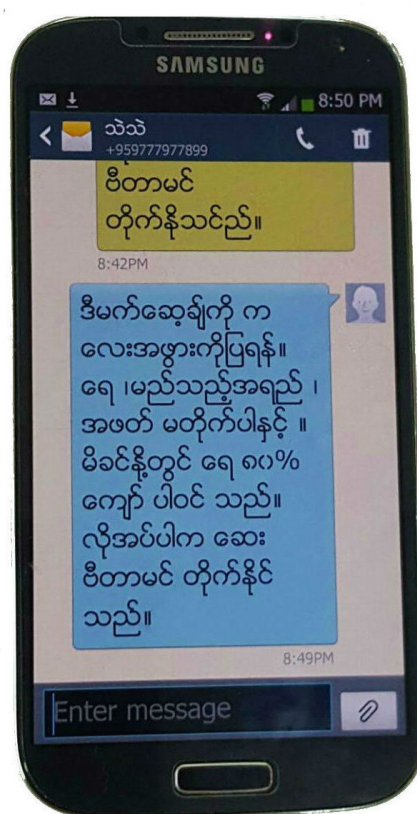 SAMSUNG
8:50 PM
သဲသဲ
+959777977899
ဗီတာမင်
တိုက်နိုသင်ည်။
8:42PM
ဒီမက်ဆေ့ချ်ကို က
လေးအဖွားကိုပြရန်။
ရေ ၊မည်သည့်အရည် ၊
အဖတ် မတိုက်ပါနှင့် ။
မိခင်နို့တွင် ရေ ၈၀%
ကျော် ပါဝင် သည်။
လိုအပ်ပါက ဆေး
ဗီတာမင် တိုက်နိုင်
သည်။
8:49PM
Enter message